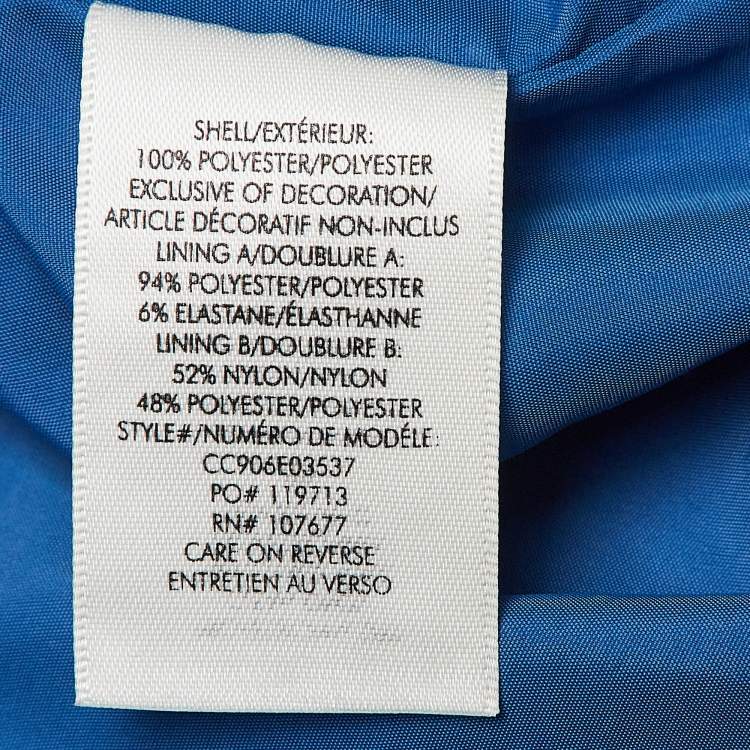 SHELL/EXTÉRIEUR:
100% POLYESTER/POLYESTER
EXCLUSIVE OF DECORATION/
ARTICLE DÉCORATIF NON-INCLUS
LINING A/DOUBLURE A:
94% POLYESTER/POLYESTER
6% ELASTANE/ÉLASTHANNE
LINING B/DOUBLURE B:
52% NYLON/NYLON
48% POLYESTER/POLYESTER
STYLE#/NUMÉRO DE MODÉLE:
CC906E03537
PO# 119713
RN# 107677
CARE ON REVERSE
ENTRETIEN AU VERSO